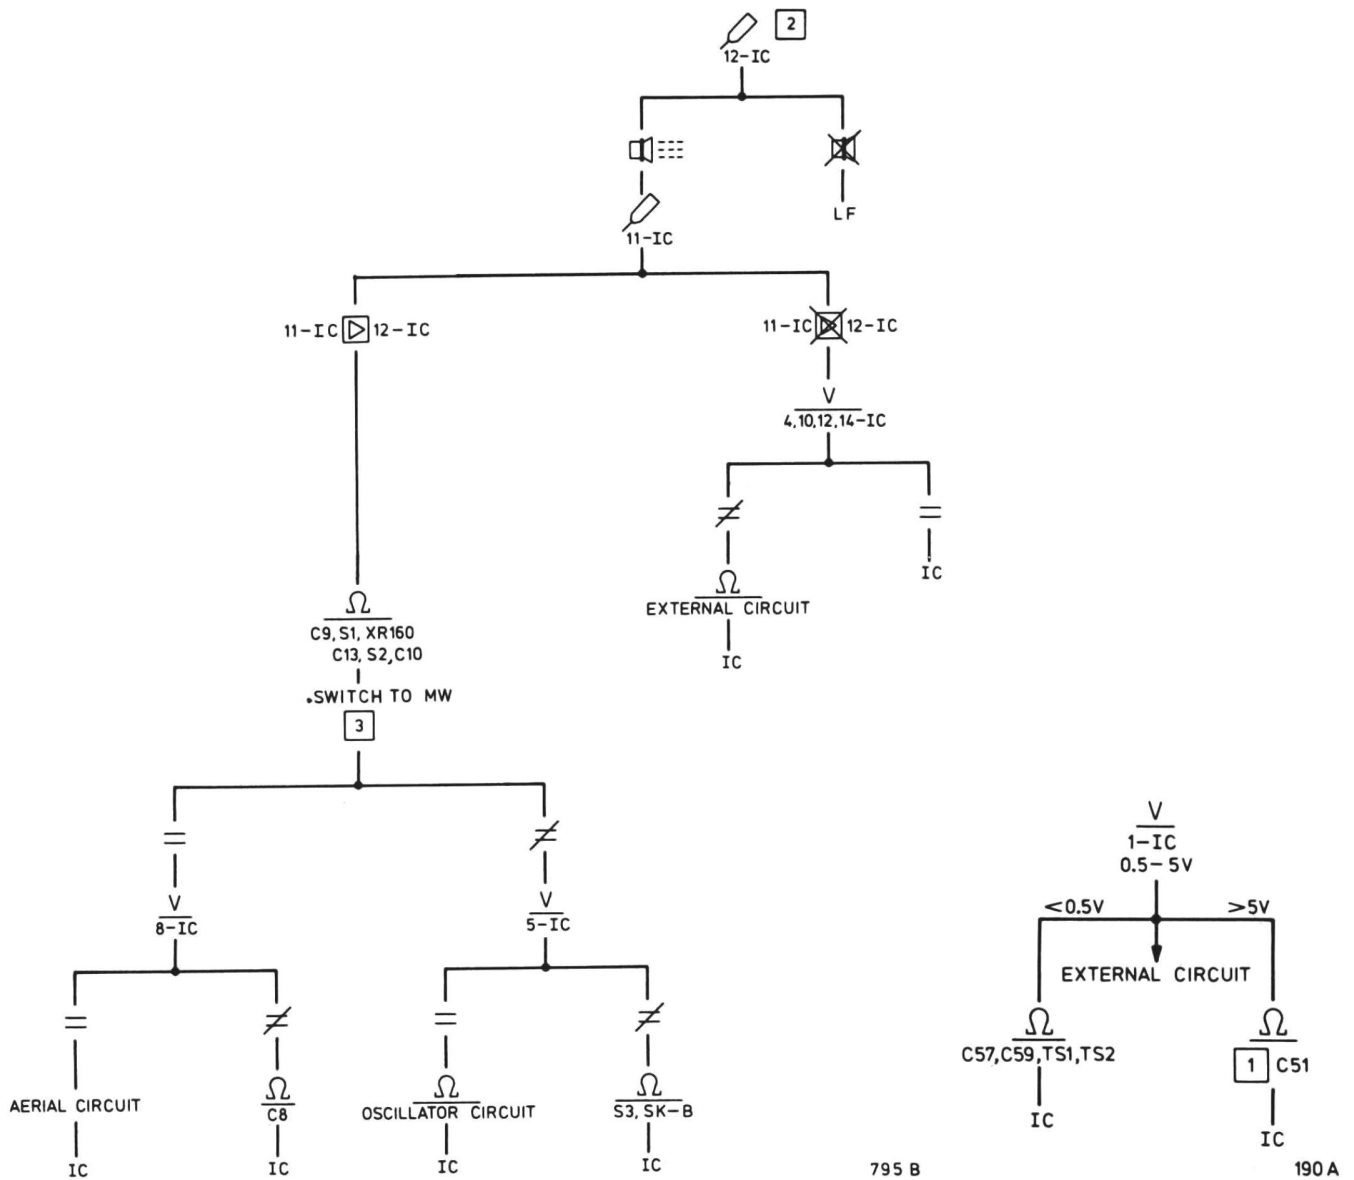 2
12-IC
LF
11-IC
11-IC 12-IC
11-IC 12-IC
V
4,10,12,14-IC
IC
Ω
EXTERNAL CIRCUIT
IC
Ω
C9, S1, XR160
C13, S2, C10
.SWITCH TO MW
3
V
8-IC
V
5-IC
V
1-IC
0.5-5V
<0.5V >5V
EXTERNAL CIRCUIT
Ω
C57,C59,TS1,TS2
IC
Ω
1 C51
IC
AERIAL CIRCUIT
IC
Ω
C8
IC
Ω
OSCILLATOR CIRCUIT
IC
Ω
S3, SK-B
IC
795 B
190 A